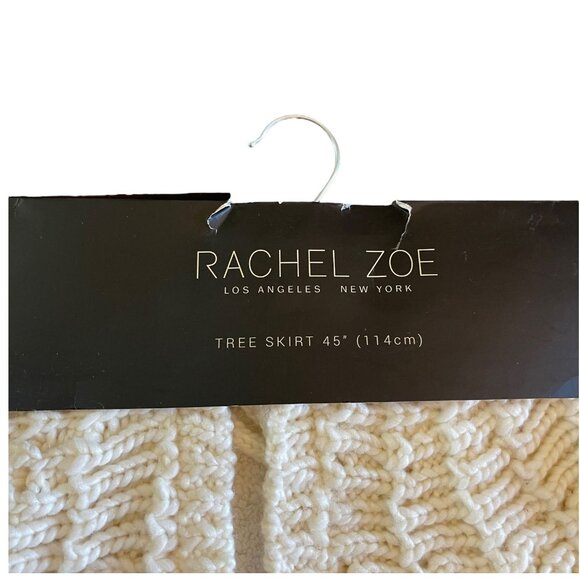 RACHEL ZOE
LOS ANGELES NEW YORK
TREE SKIRT 45" (114cm)